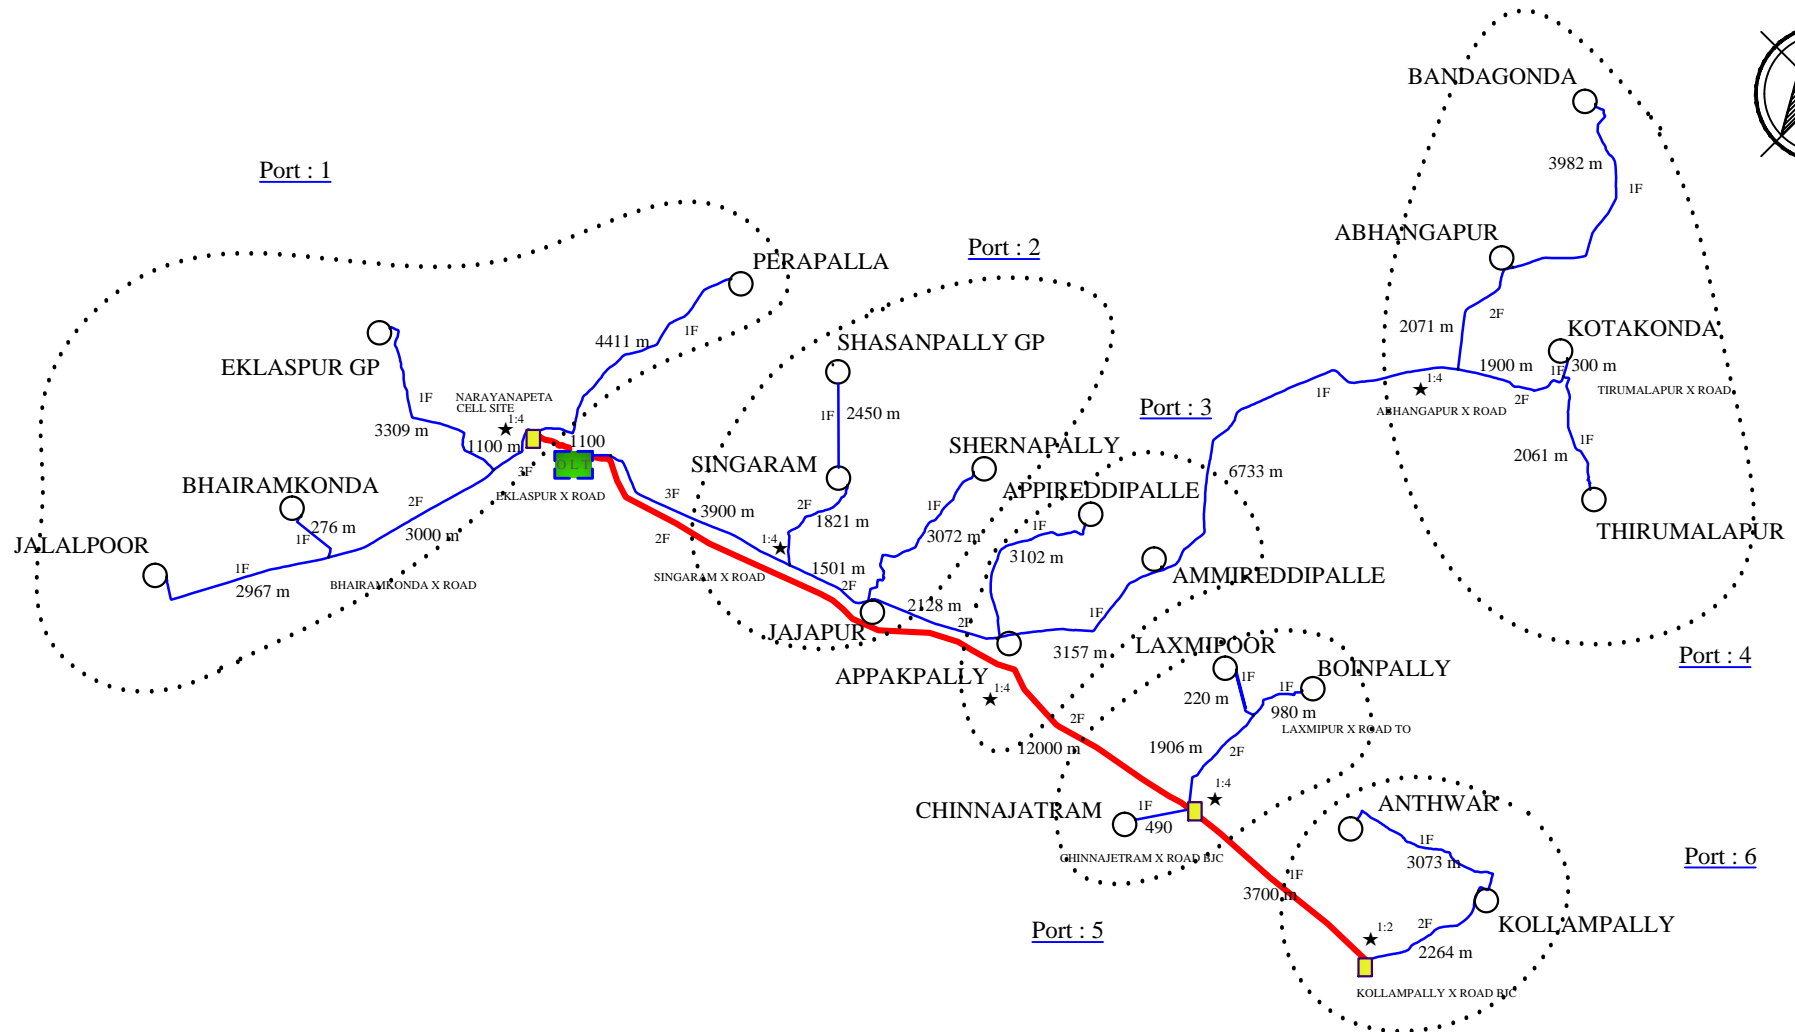 BANDAGONDA
3982 m
1F
Port : 1
ABHANGAPUR
Port : 2
PERAPALLA
2F
2071 m
KOTAKONDA
1F
4411 m
SHASANPALLY GP
1900 m
1F
300 m
EKLASPUR GP
1F
1:4
TIRUMALAPUR X ROAD
2F
1F
NARAYANAPETA
CELL SITE
1:4
1F
2450 m
Port : 3
ABHANGAPUR X ROAD
3309 m
1100 m
1100
SHERNAPALLY
1F
2061 m
3F
O L T
SINGARAM
6733 m
BHAIRAMKONDA
EKLASPUR X ROAD
3F
APPIREDDIPALLE
2F
3900 m
2F
1F
1F
THIRUMALAPUR
276 m
3000 m
1821 m
1F
2F
3072 m
3102 m
JALALPOOR
1:4
1F
1501 m
AMMIREDDIPALLE
2967 m
BHAIRAMKONDA X ROAD
SINGARAM X ROAD
2F
2128 m
1F
JAJAPUR
2F
3157 m
LAXMIPOOR
Port : 4
APPAKPALLY
1:4
1F
BOINPALLY
220 m
1F
980 m
2F
LAXMIPUR X ROAD TO
12000 m
1906 m
2F
1:4
CHINNAJATRAM
1F
490
ANTHWAR
1F
CHINNAJETRAM X ROAD BJC
3073 m
Port : 6
1F
3700 m
Port : 5
1:2
2F
KOLLAMPALLY
2264 m
KOLLAMPALLY X ROAD BJC